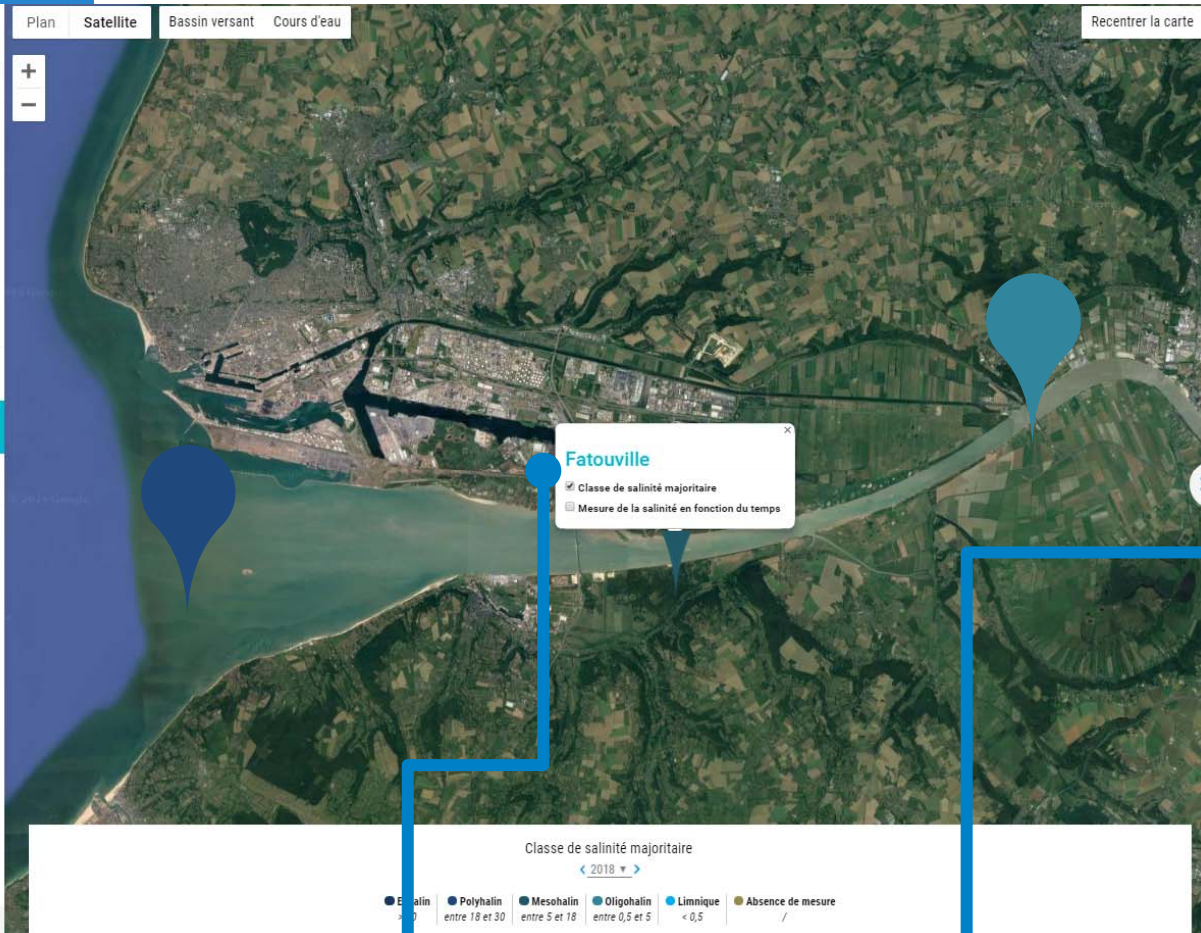 Plan Satellite Bassin versant Cours d'eau Recentrer la carte
+
−
Fatouville ×
Classe de salinité majoritaire
Mesure de la salinité en fonction du temps
Classe de salinité majoritaire
< 2018 ▾ >
Polyhalin Mesohalin Oligohalin Limnique Absence de mesure
entre 18 et 30 entre 5 et 18 entre 0,5 et 5 < 0,5 /